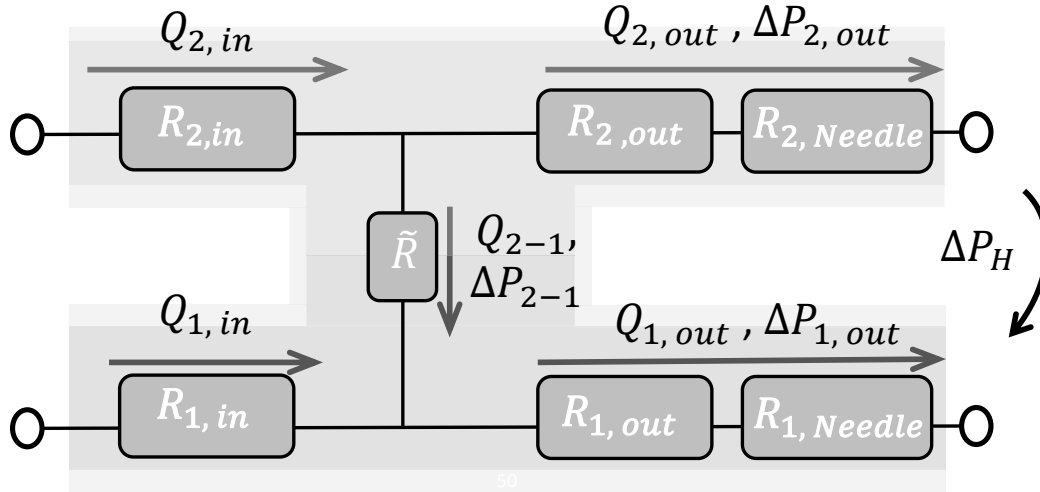 Q₂, in
Q₂, out , ΔP₂, out
R₂,in
R₂ ,out
R₂, Needle
R̃
Q₂₋₁,
ΔP₂₋₁
ΔP_H
Q₁, in
Q₁, out , ΔP₁, out
R₁, in
R₁, out
R₁, Needle
50